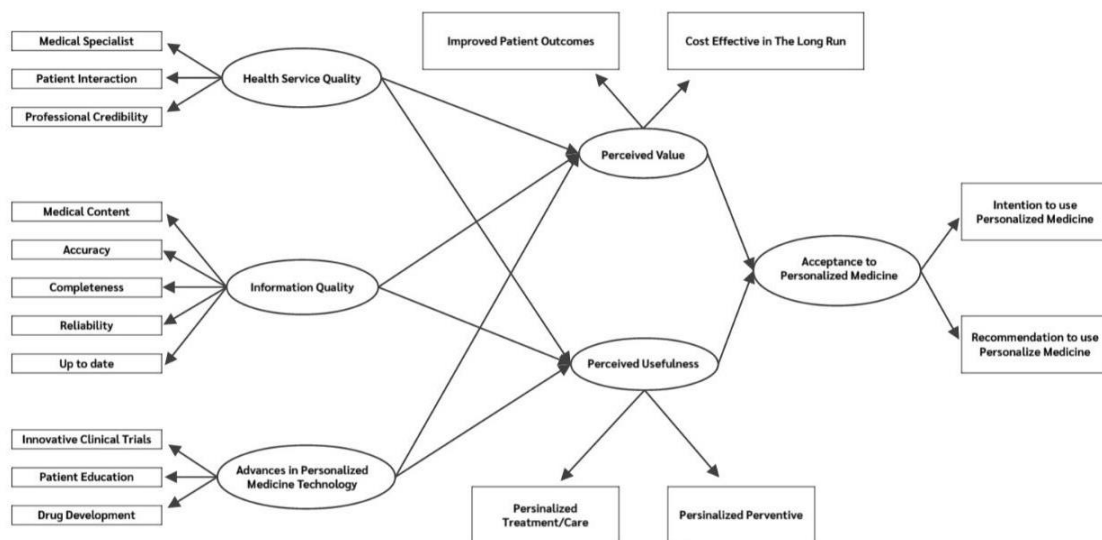 Medical Specialist
Patient Interaction
Professional Credibility
Health Service Quality
Improved Patient Outcomes
Cost Effective in The Long Run
Perceived Value
Medical Content
Accuracy
Completeness
Reliability
Up to date
Information Quality
Acceptance to
Personalized Medicine
Intention to use
Personalized Medicine
Recommendation to use
Personalize Medicine
Perceived Usefulness
Innovative Clinical Trials
Patient Education
Drug Development
Advances in Personalized
Medicine Technology
Persinalized
Treatment/Care
Persinalized Perventive